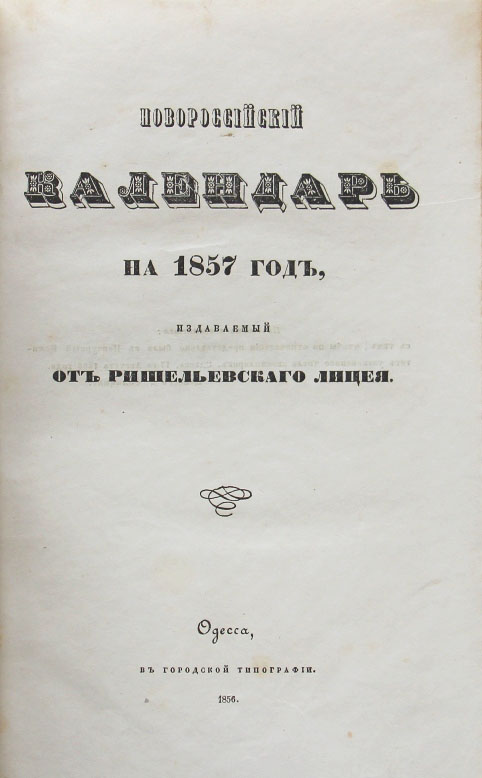 НОВОРОССІЙСКІЙ
КАЛЕНДАРЬ
НА 1857 ГОДЪ,
ИЗДАВАЕМЫЙ
ОТЪ РИШЕЛЬЕВСКАГО ЛИЦЕЯ.
Одесса,
ВЪ ГОРОДСКОЙ ТИПОГРАФІИ.
1856.